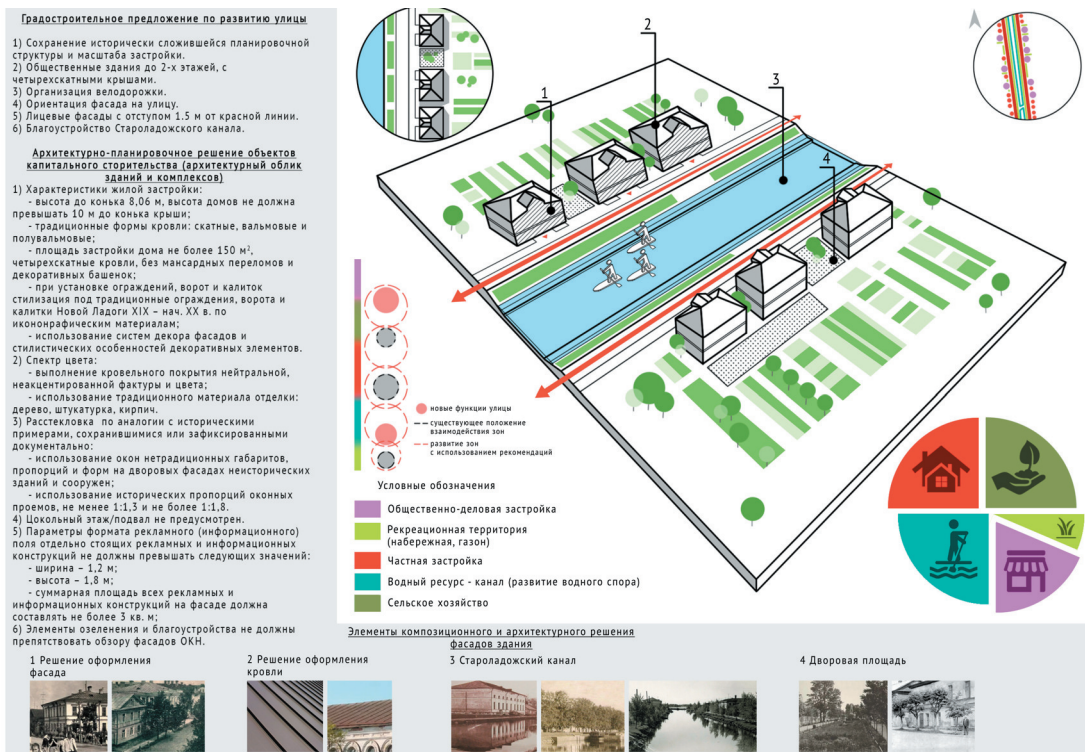 Градостроительное предложение по развитию улицы
1) Сохранение исторически сложившейся планировочной
структуры и масштаба застройки.
2) Общественные здания до 2-х этажей, с
четырехскатными крышами.
3) Организация велодорожки.
4) Ориентация фасада на улицу.
5) Лицевые фасады с отступом 1.5 м от красной линии.
6) Благоустройство Староладожского канала.
Архитектурно-планировочное решение объектов
капитального сторительства (архитектурный облик
зданий и комплексов)
1) Характеристики жилой застройки:
- высота до конька 8,06 м, высота домов не должна
превышать 10 м до конька крыши;
- традиционные формы кровли: скатные, вальмовые и
полувальмовые;
- площадь застройки дома не более 150 м²,
четырехскатные кровли, без мансардных переломов и
декоративных башенок;
- при установке ограждений, ворот и калиток
стилизация под традиционные ограждения, ворота и
калитки Новой Ладоги XIX – нач. XX в. по
икононграфическим материалам;
- использование систем декора фасадов и
стилистических особенностей декоративных элементов.
2) Спектр цвета:
- выполнение кровельного покрытия нейтральной,
неакцентированной фактуры и цвета;
- использование традиционного материала отделки:
дерево, штукатурка, кирпич.
3) Расстекловка по аналогии с историческими
примерами, сохранившимися или зафиксированными
документально:
- использование окон нетрадиционных габаритов,
пропорций и форм на дворовых фасадах неисторических
зданий и сооружен;
- использование исторических пропорций оконных
проемов, не менее 1:1,3 и не более 1:1,8.
4) Цокольный этаж/подвал не предусмотрен.
5) Параметры формата рекламного (информационного)
поля отдельно стоящих рекламных и информационных
конструкций не должны превышать следующих значений:
- ширина – 1,2 м;
- высота – 1,8 м;
- суммарная площадь всех рекламных и
информационных конструкций на фасаде должна
составлять не более 3 кв. м;
6) Элементы озеленения и благоустройства не должны
препятствовать обзору фасадов ОКН.
1
2
3
4
новые функции улицы
существующее положение
взаимодействия зон
развитие зон
с использованием рекомендаций
Условные обозначения
Общественно-деловая застройка
Рекреационная территория
(набережная, газон)
Частная застройка
Водный ресурс - канал (развитие водного спора)
Сельское хозяйство
Элементы композиционного и архитектурного решения
фасадов здания
1 Решение оформления
фасада
2 Решение оформления
кровли
3 Староладожский канал
4 Дворовая площадь